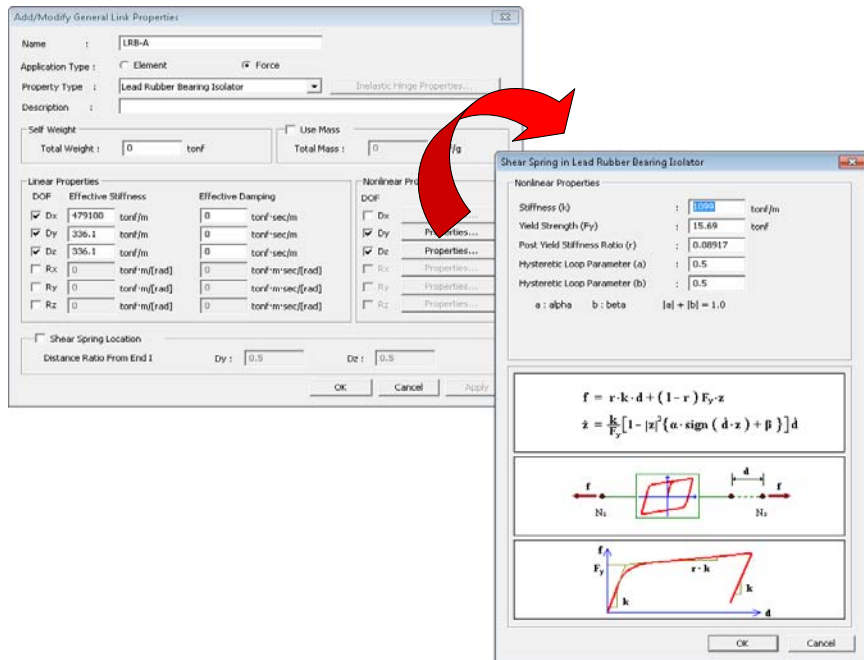 Add/Modify General Link Properties
Name : LRB-A
Application Type : Element Force
Property Type : Lead Rubber Bearing Isolator Inelastic Hinge Properties...
Description :
Self Weight
Total Weight : 0 tonf
Use Mass
Total Mass : 0 /g
Linear Properties
DOF Effective Stiffness Effective Damping
Dx 479100 tonf/m 0 tonf·sec/m
Dy 336.1 tonf/m 0 tonf·sec/m
Dz 336.1 tonf/m 0 tonf·sec/m
Rx 0 tonf·m/[rad] 0 tonf·m·sec/[rad]
Ry 0 tonf·m/[rad] 0 tonf·m·sec/[rad]
Rz 0 tonf·m/[rad] 0 tonf·m·sec/[rad]
Nonlinear
DOF
Dx
Dy Properties...
Dz Properties...
Rx Properties...
Ry Properties...
Rz Properties...
Shear Spring Location
Distance Ratio From End I Dy : 0.5 Dz : 0.5
OK Cancel Apply
Shear Spring in Lead Rubber Bearing Isolator
Nonlinear Properties
Stiffness (k) : 1099 tonf/m
Yield Strength (Fy) : 15.69 tonf
Post Yield Stiffness Ratio (r) : 0.08917
Hysteretic Loop Parameter (a) : 0.5
Hysteretic Loop Parameter (b) : 0.5
a : alpha b : beta |a| + |b| = 1.0
f = r·k·d + (1-r) Fy·z
ż = k/Fy [1-|z|²{α·sign(ḋ·z)+β}]ḋ
d
f f
N₁ N₂
f
Fy
r·k
k k
d
OK Cancel